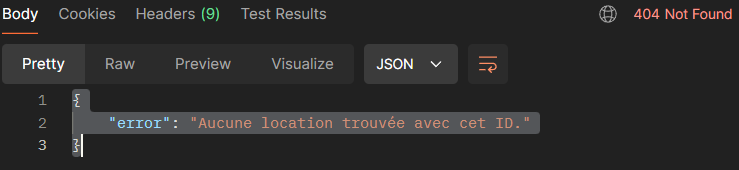 Body Cookies Headers (9) Test Results 404 Not Found
Pretty Raw Preview Visualize JSON
1 {
2 "error": "Aucune location trouvée avec cet ID."
3 }